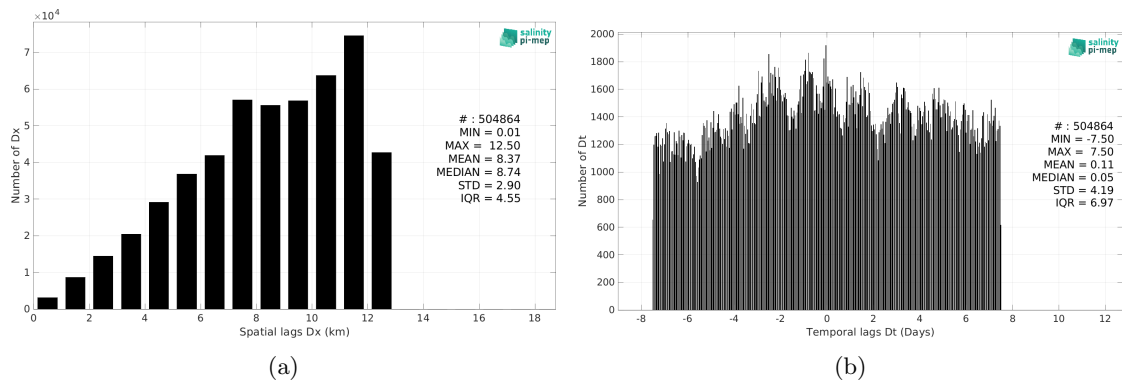 ×10⁴
salinity
pi-mep
7
6
5
4
3
2
1
0
Number of Dx
# : 504864
MIN = 0.01
MAX = 12.50
MEAN = 8.37
MEDIAN = 8.74
STD = 2.90
IQR = 4.55
0 2 4 6 8 10 12 14 16 18
Spatial lags Dx (km)
(a)
salinity
pi-mep
2000
1800
1600
1400
1200
1000
800
600
400
200
0
Number of Dt
# : 504864
MIN = -7.50
MAX = 7.50
MEAN = 0.11
MEDIAN = 0.05
STD = 4.19
IQR = 6.97
-8 -6 -4 -2 0 2 4 6 8 10 12
Temporal lags Dt (Days)
(b)